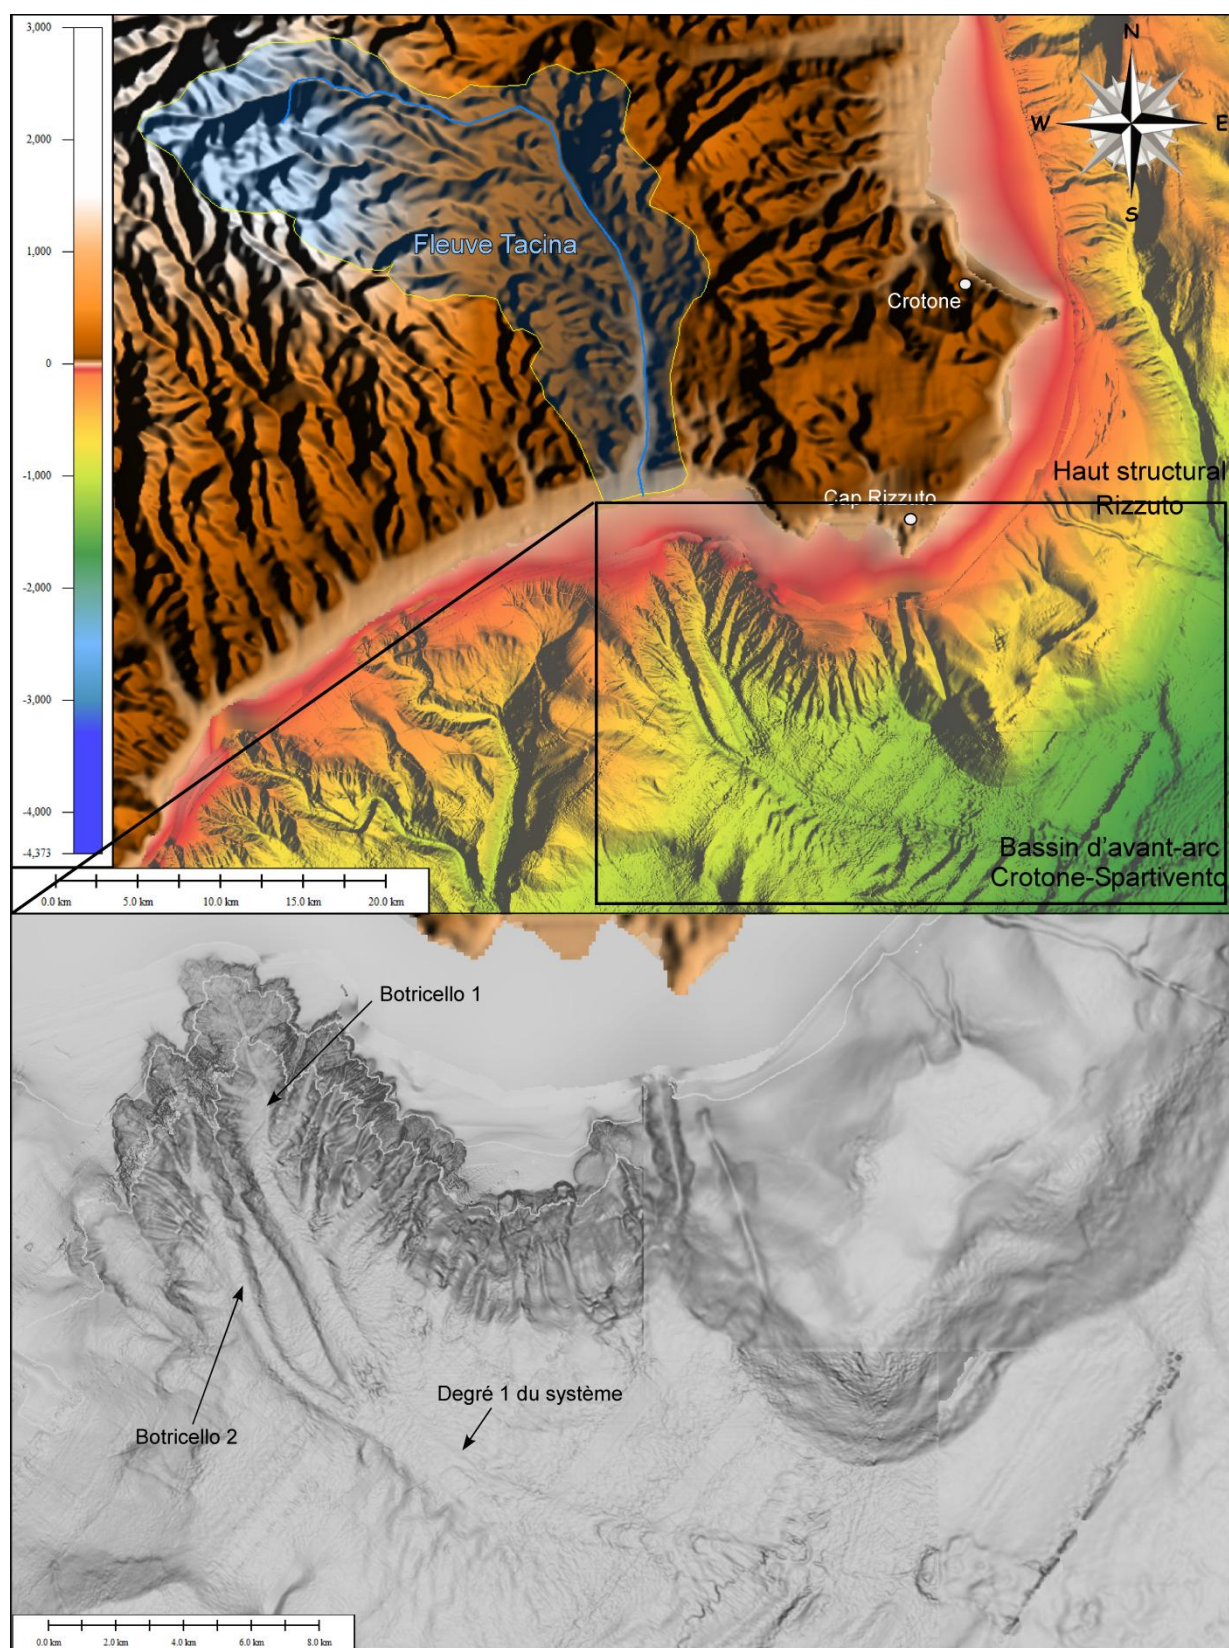 3,000
2,000
1,000
0
-1,000
-2,000
-3,000
-4,000
-4,373
N
W
E
S
Fleuve Tacina
Crotone
Haut structural
Rizzuto
Cap Rizzuto
Bassin d'avant-arc
Crotone-Spartivento
0.0 km
5.0 km
10.0 km
15.0 km
20.0 km
Botricello 1
Degré 1 du système
Botricello 2
0.0 km
2.0 km
4.0 km
6.0 km
8.0 km